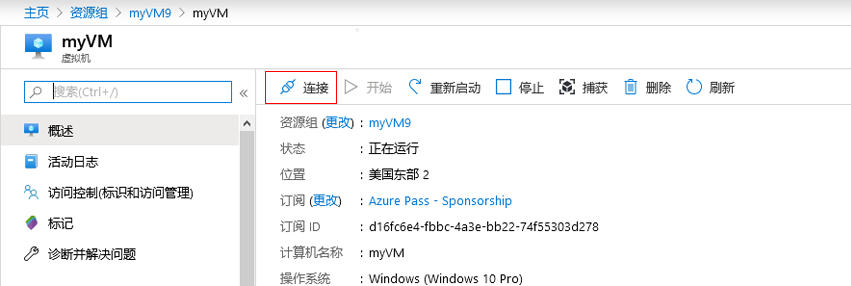 主页 > 资源组 > myVM9 > myVM
myVM
虚拟机
搜索(Ctrl+/)
«
连接 开始 重新启动 停止 捕获 删除 刷新
概述
活动日志
访问控制(标识和访问管理)
标记
诊断并解决问题
资源组 (更改) : myVM9
状态 : 正在运行
位置 : 美国东部 2
订阅 (更改) : Azure Pass - Sponsorship
订阅 ID : d16fc6e4-fbbc-4a3e-bb22-74f55303d278
计算机名称 : myVM
操作系统 : Windows (Windows 10 Pro)